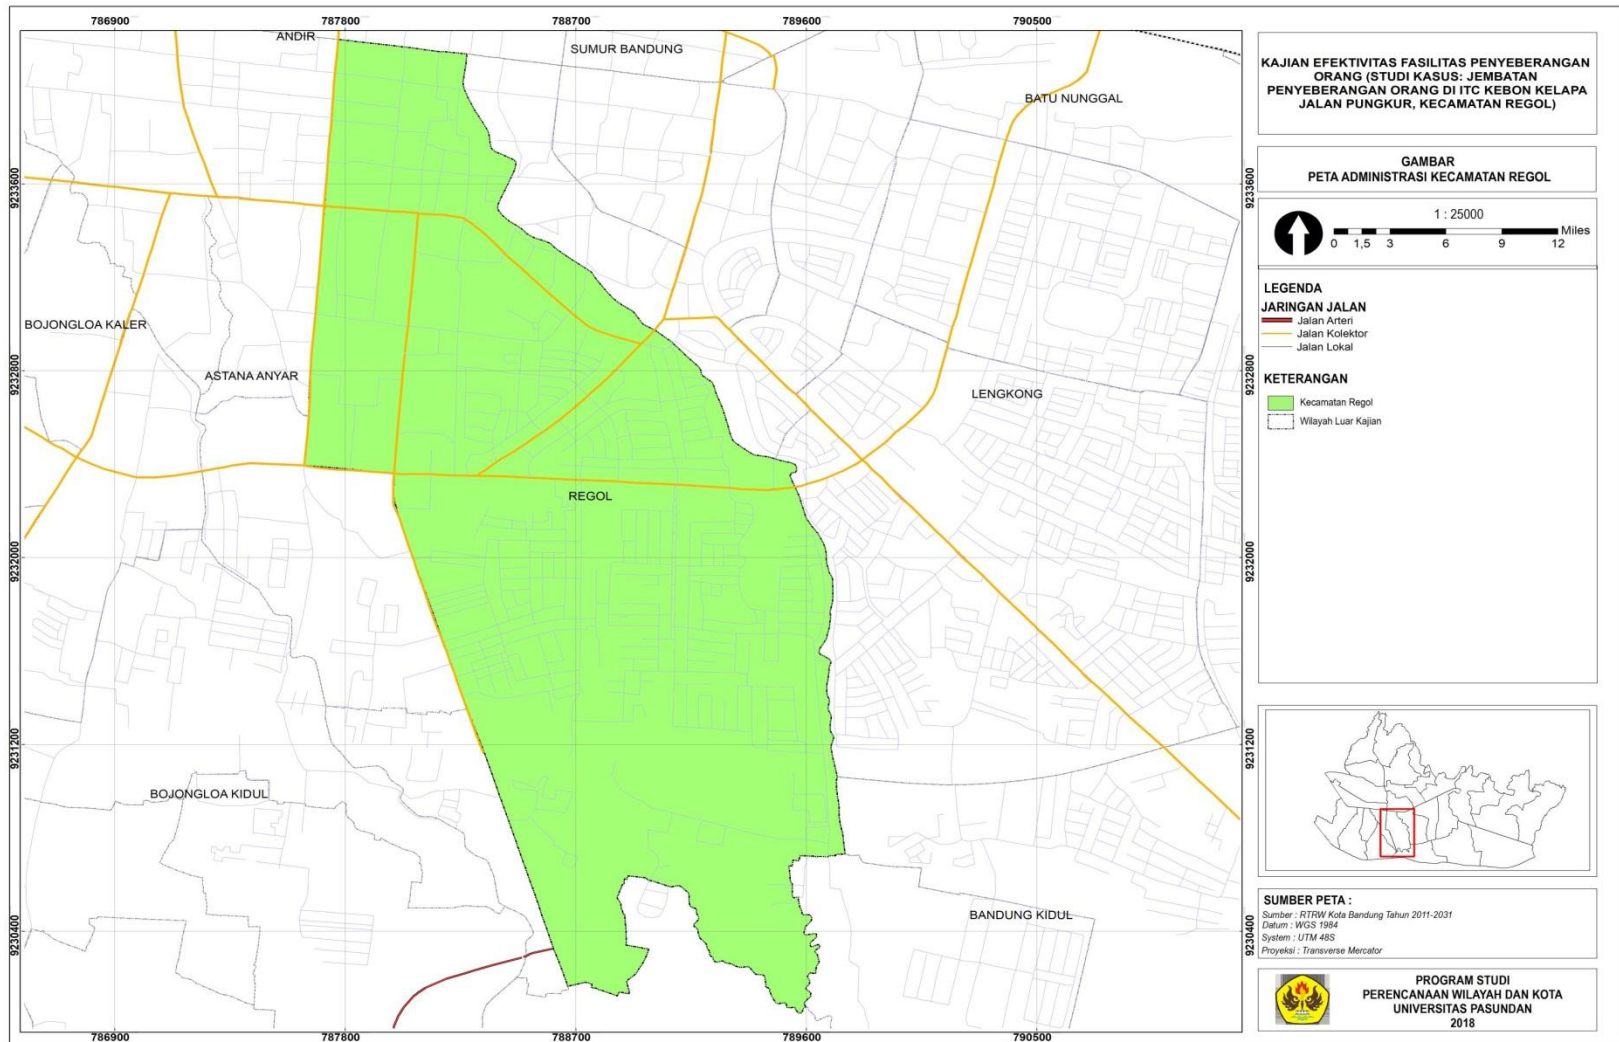 786900
787800
788700
789600
790500
ANDIR
SUMUR BANDUNG
BATU NUNGGAL
9233600
9233600
BOJONGLOA KALER
ASTANA ANYAR
9232800
9232800
LENGKONG
REGOL
9232000
9232000
9231200
9231200
BOJONGLOA KIDUL
BANDUNG KIDUL
9230400
9230400
786900
787800
788700
789600
790500
KAJIAN EFEKTIVITAS FASILITAS PENYEBERANGAN
ORANG (STUDI KASUS: JEMBATAN
PENYEBERANGAN ORANG DI ITC KEBON KELAPA
JALAN PUNGKUR, KECAMATAN REGOL)
GAMBAR
PETA ADMINISTRASI KECAMATAN REGOL
1 : 25000
Miles
0 1,5 3 6 9 12
LEGENDA
JARINGAN JALAN
Jalan Arteri
Jalan Kolektor
Jalan Lokal
KETERANGAN
Kecamatan Regol
Wilayah Luar Kajian
SUMBER PETA :
Sumber : RTRW Kota Bandung Tahun 2011-2031
Datum : WGS 1984
System : UTM 48S
Proyeksi : Transverse Mercator
PROGRAM STUDI
PERENCANAAN WILAYAH DAN KOTA
UNIVERSITAS PASUNDAN
2018